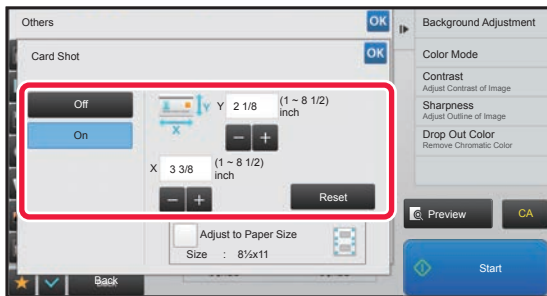 Others
OK
Card Shot
OK
Off
On
Y
X
Y 2 1/8 (1 ~ 8 1/2)
inch
X 3 3/8 (1 ~ 8 1/2)
inch
Reset
Adjust to Paper Size
Size : 8½x11
Back
Background Adjustment
Color Mode
Contrast
Adjust Contrast of Image
Sharpness
Adjust Outline of Image
Drop Out Color
Remove Chromatic Color
Preview
CA
Start